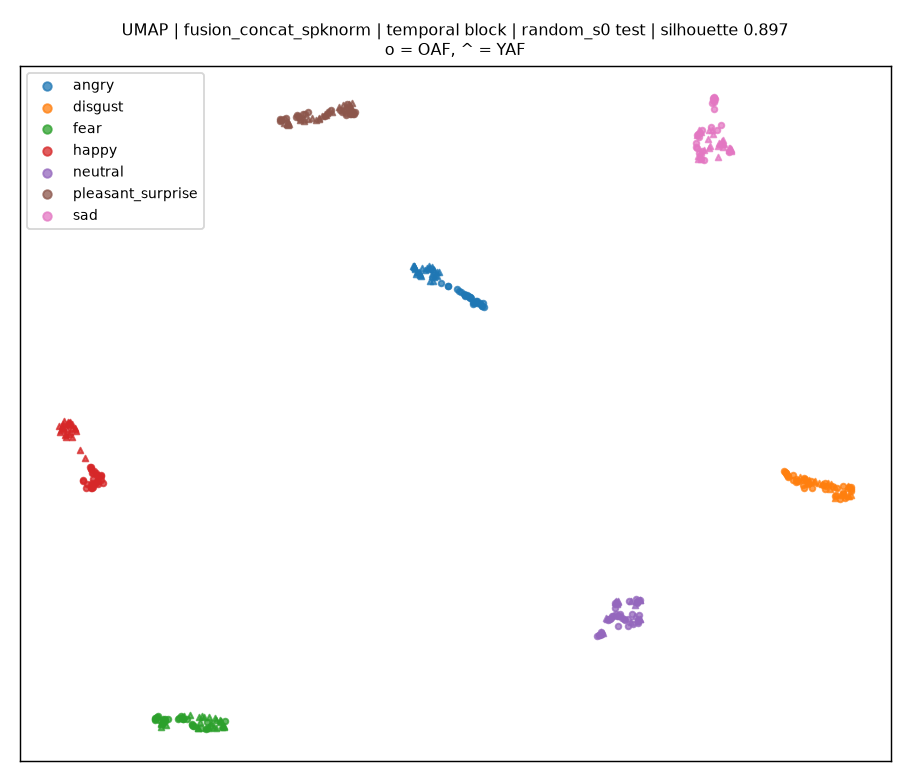 UMAP | fusion_concat_spknorm | temporal block | random_s0 test | silhouette 0.897
o = OAF, ^ = YAF
angry
disgust
fear
happy
neutral
pleasant_surprise
sad